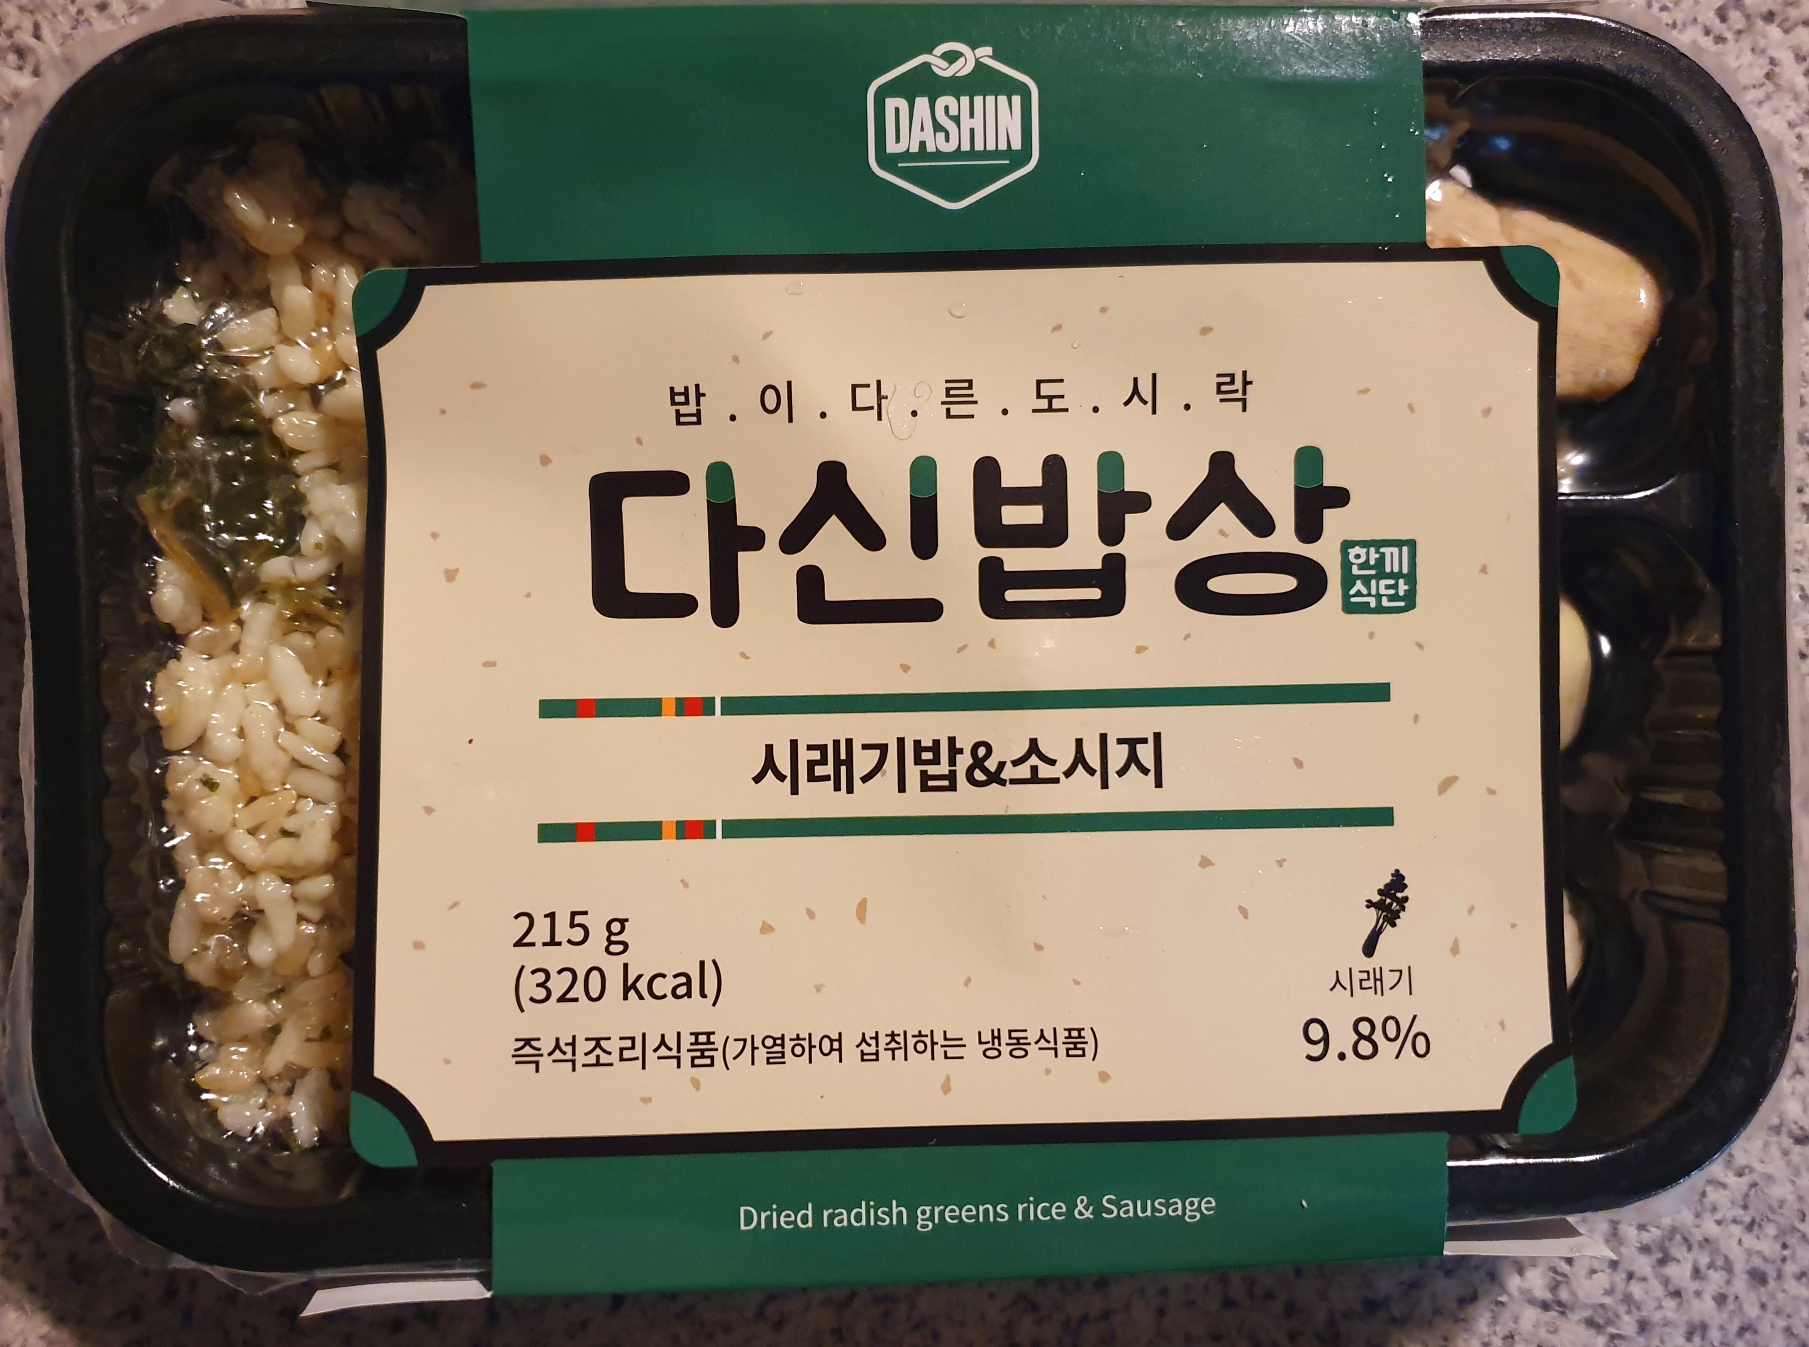 DASHIN
밥.이.다.른.도.시.락
다신밥상
한끼
식단
시래기밥&소시지
215 g
(320 kcal)
즉석조리식품(가열하여 섭취하는 냉동식품)
시래기
9.8%
Dried radish greens rice & Sausage